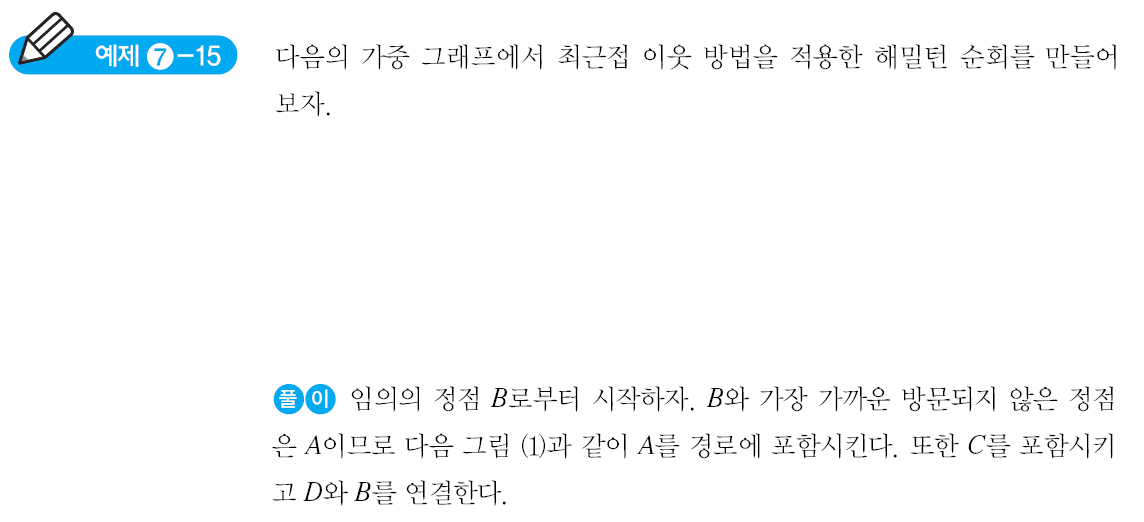 예제 7-15 다음의 가중 그래프에서 최근접 이웃 방법을 적용한 해밀턴 순회를 만들어
보자.
풀이 임의의 정점 B로부터 시작하자. B와 가장 가까운 방문되지 않은 정점
은 A이므로 다음 그림 (1)과 같이 A를 경로에 포함시킨다. 또한 C를 포함시키
고 D와 B를 연결한다.